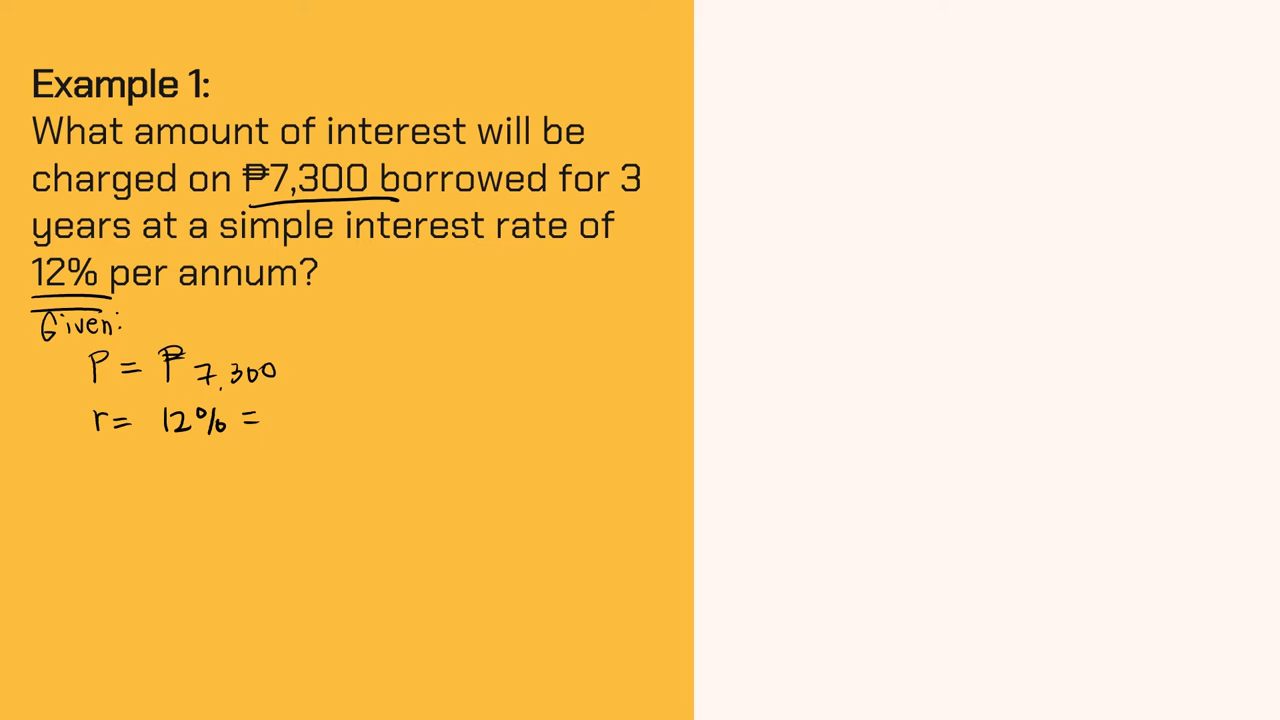 Example 1:
What amount of interest will be
charged on ₱7,300 borrowed for 3
years at a simple interest rate of
12% per annum?
Given:
P = ₱ 7,300
r = 12% =